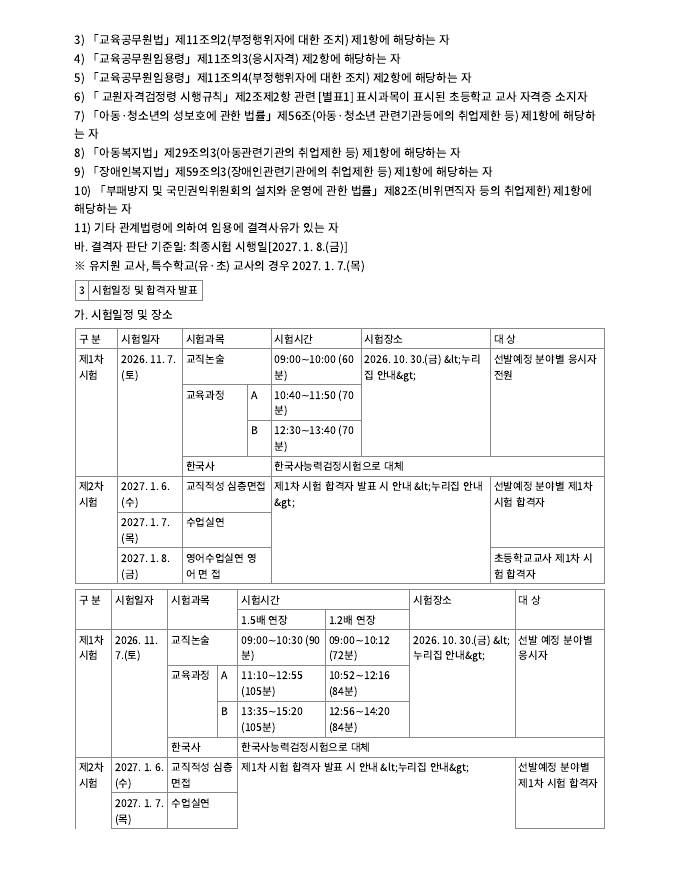 3) 「교육공무원법」제11조의2(부정행위자에 대한 조치) 제1항에 해당하는 자
4) 「교육공무원임용령」제11조의3(응시자격) 제2항에 해당하는 자
5) 「교육공무원임용령」제11조의4(부정행위자에 대한 조치) 제2항에 해당하는 자
6) 「 교원자격검정령 시행규칙」제2조제2항 관련 [별표1] 표시과목이 표시된 초등학교 교사 자격증 소지자
7) 「아동·청소년의 성보호에 관한 법률」제56조(아동·청소년 관련기관등에의 취업제한 등) 제1항에 해당하
는 자
8) 「아동복지법」제29조의3(아동관련기관의 취업제한 등) 제1항에 해당하는 자
9) 「장애인복지법」제59조의3(장애인관련기관에의 취업제한 등) 제1항에 해당하는 자
10) 「부패방지 및 국민권익위원회의 설치와 운영에 관한 법률」제82조(비위면직자 등의 취업제한) 제1항에
해당하는 자
11) 기타 관계법령에 의하여 임용에 결격사유가 있는 자
바. 결격자 판단 기준일: 최종시험 시행일[2027. 1. 8.(금)]
※ 유치원 교사, 특수학교(유·초) 교사의 경우 2027. 1. 7.(목)
3 시험일정 및 합격자 발표
가. 시험일정 및 장소
구 분 시험일자 시험과목 시험시간 시험장소 대 상
제1차 2026. 11. 7. 교직논술 09:00~10:00 (60 2026. 10. 30.(금) &lt;누리 선발예정 분야별 응시자
시험 (토) 분) 집 안내&gt; 전원
교육과정 A 10:40~11:50 (70
분)
B 12:30~13:40 (70
분)
한국사 한국사능력검정시험으로 대체
제2차 2027. 1. 6. 교직적성 심층면접 제1차 시험 합격자 발표 시 안내 &lt;누리집 안내 선발예정 분야별 제1차
시험 (수) &gt; 시험 합격자
2027. 1. 7. 수업실연
(목)
2027. 1. 8. 영어수업실연 영 초등학교교사 제1차 시
(금) 어 면 접 험 합격자
구 분 시험일자 시험과목 시험시간 시험장소 대 상
1.5배 연장 1.2배 연장
제1차 2026. 11. 교직논술 09:00~10:30 (90 09:00~10:12 2026. 10. 30.(금) &lt; 선발 예정 분야별
시험 7.(토) 분) (72분) 누리집 안내&gt; 응시자
교육과정 A 11:10~12:55 10:52~12:16
(105분) (84분)
B 13:35~15:20 12:56~14:20
(105분) (84분)
한국사 한국사능력검정시험으로 대체
제2차 2027. 1. 6. 교직적성 심층 제1차 시험 합격자 발표 시 안내 &lt;누리집 안내&gt; 선발예정 분야별
시험 (수) 면접 제1차 시험 합격자
2027. 1. 7. 수업실연
(목)